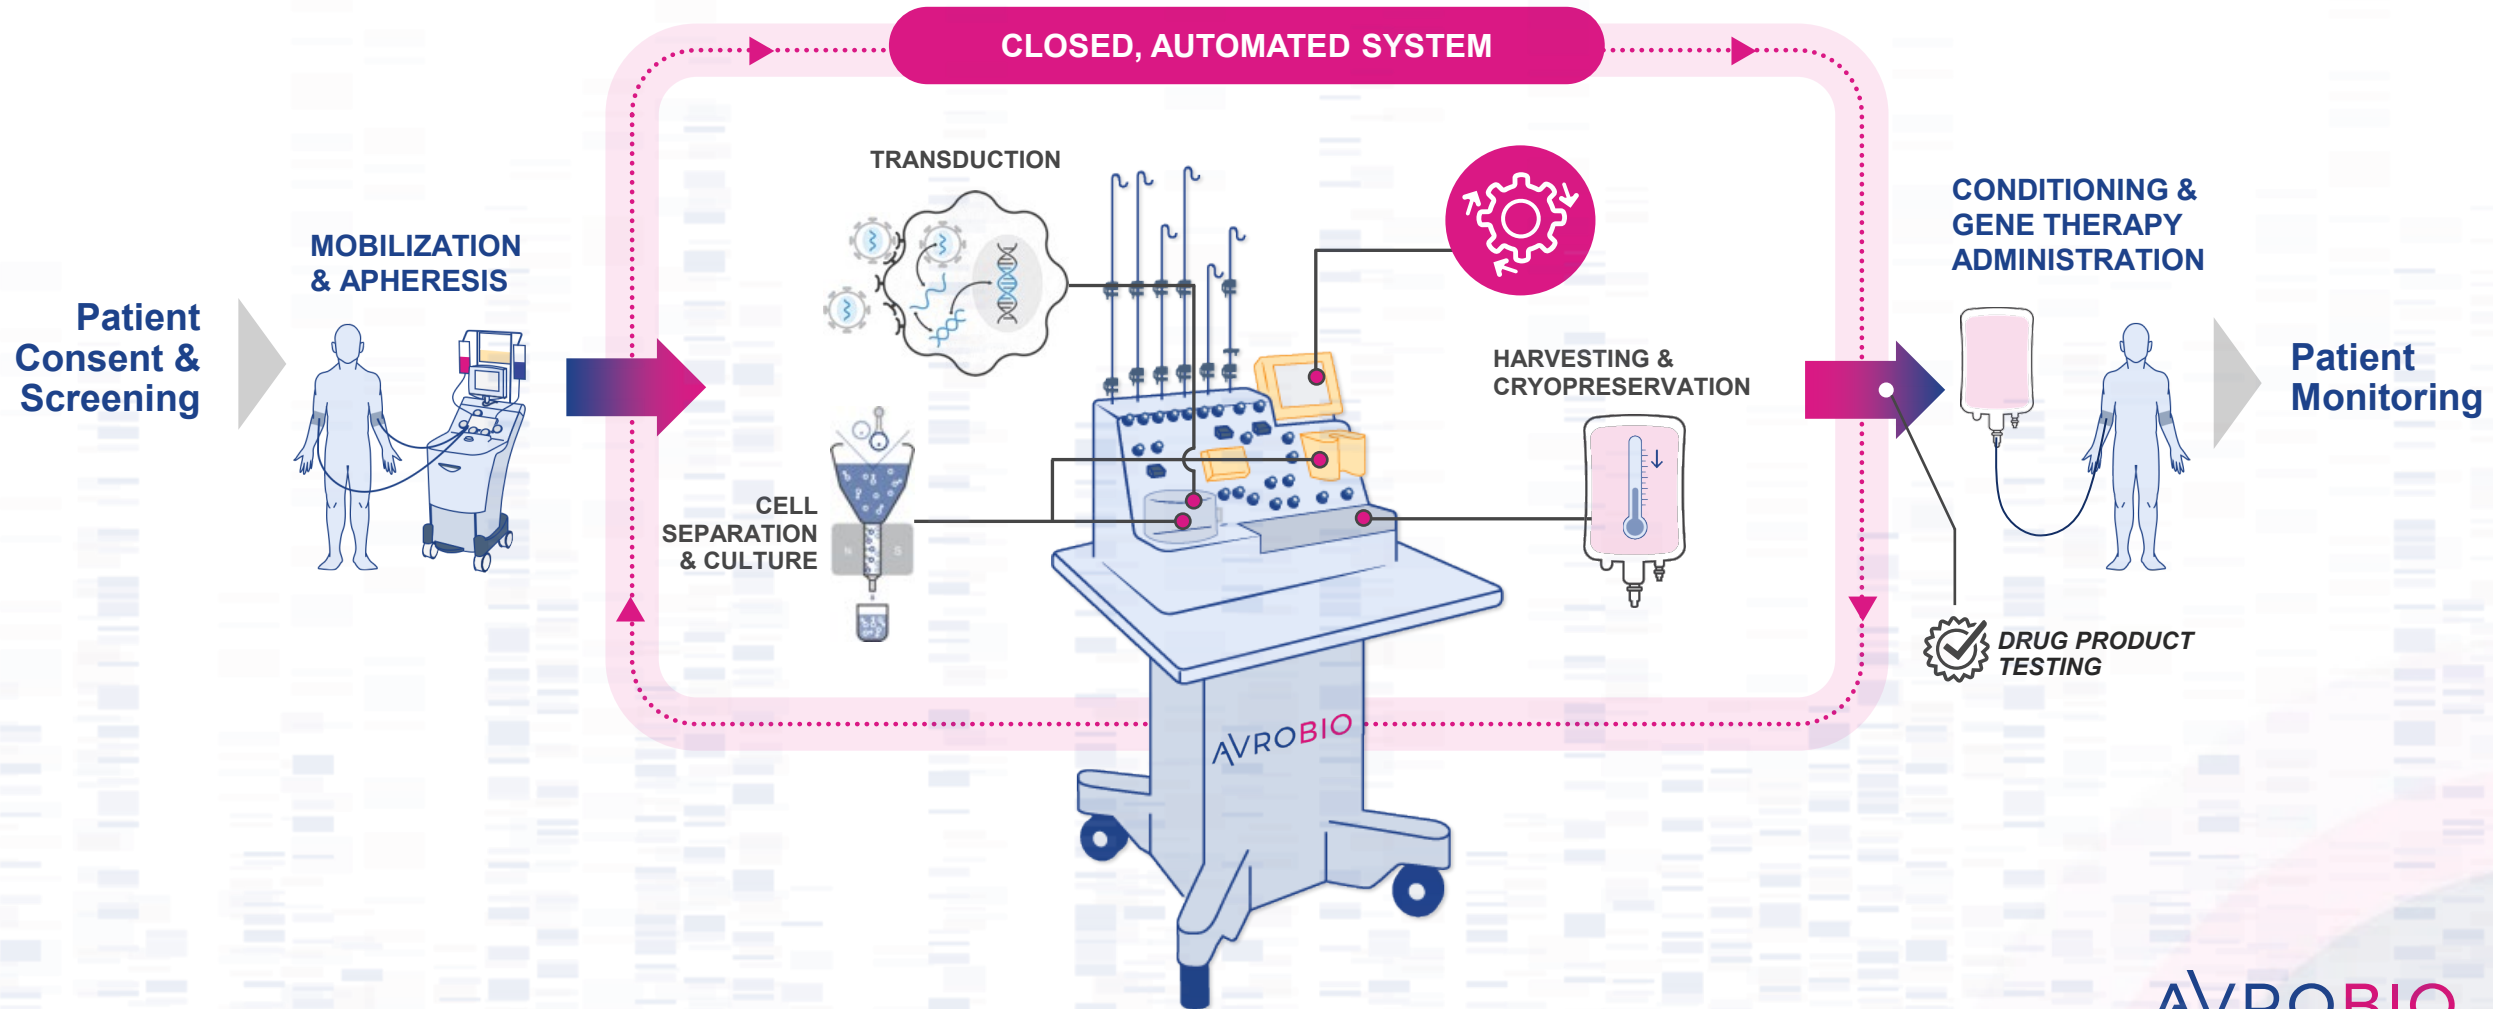 CLOSED, AUTOMATED SYSTEM
Patient
Consent &
Screening
MOBILIZATION
& APHERESIS
TRANSDUCTION
CELL
SEPARATION
& CULTURE
N S
HARVESTING &
CRYOPRESERVATION
AVROBIO
CONDITIONING &
GENE THERAPY
ADMINISTRATION
DRUG PRODUCT
TESTING
Patient
Monitoring
AVROBIO